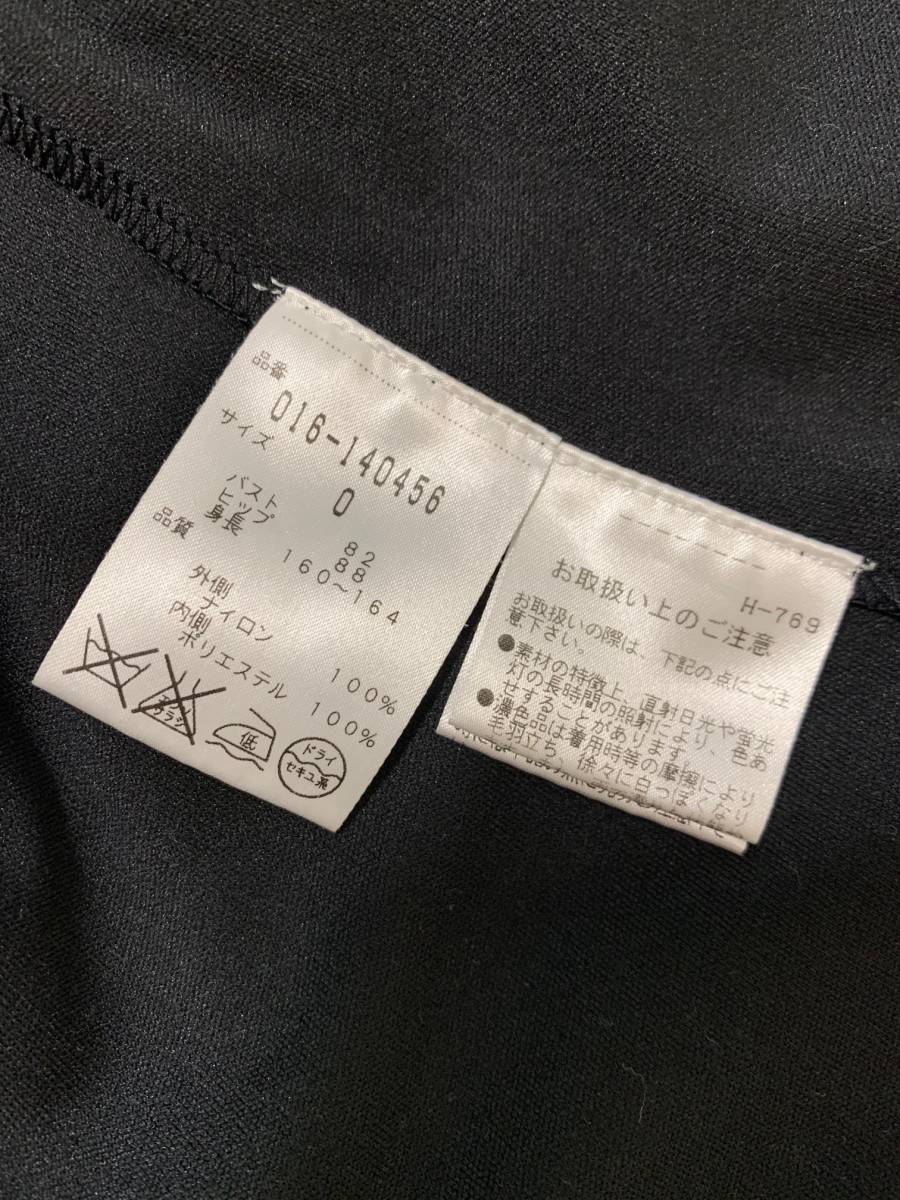 品番
016-140456
サイズ
0
バスト 82
ヒップ 88
身長 160~164
品質
外側
ナイロン 100%
内側
ポリエステル 100%
エンソ
サラシ
低
ドライ
セキユ系
H-769
お取扱い上のご注意
お取扱いの際は、下記の点にご注
意下さい。
●素材の特徴上、直射日光や蛍光
灯の長時間の照射により、色あ
せすることがあります。
●濃色品は着用時等の摩擦により
毛羽立ち、徐々に白っぽくなり